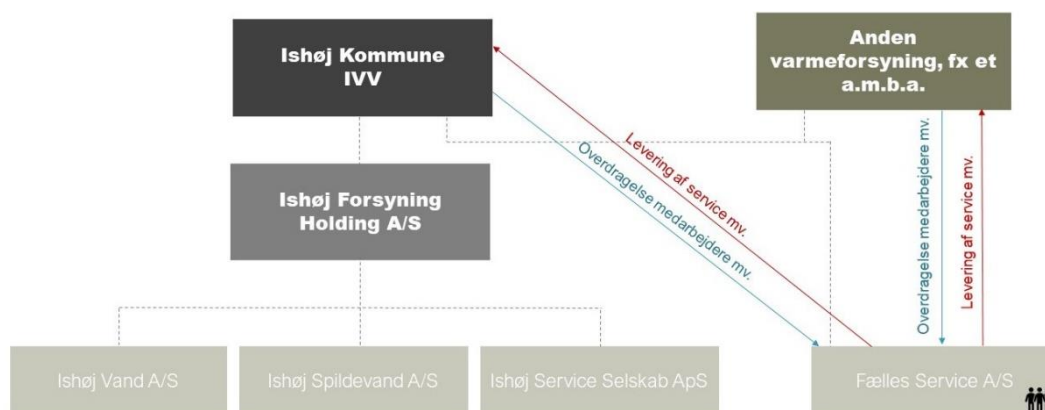 Ishøj Kommune
IVV
Anden
varmeforsyning, fx et
a.m.b.a.
Levering af service mv.
Overdragelse medarbejdere mv.
Overdragelse medarbejdere mv.
Levering af service mv.
Ishøj Forsyning
Holding A/S
Ishøj Vand A/S
Ishøj Spildevand A/S
Ishøj Service Selskab ApS
Fælles Service A/S